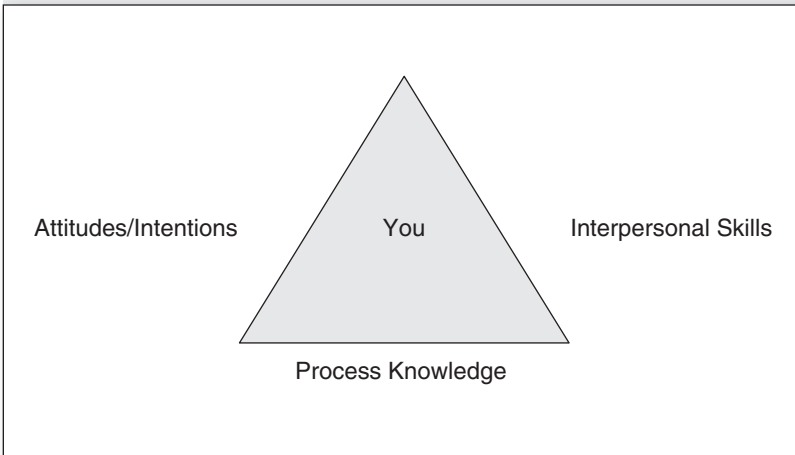 Attitudes/Intentions
You
Interpersonal Skills
Process Knowledge